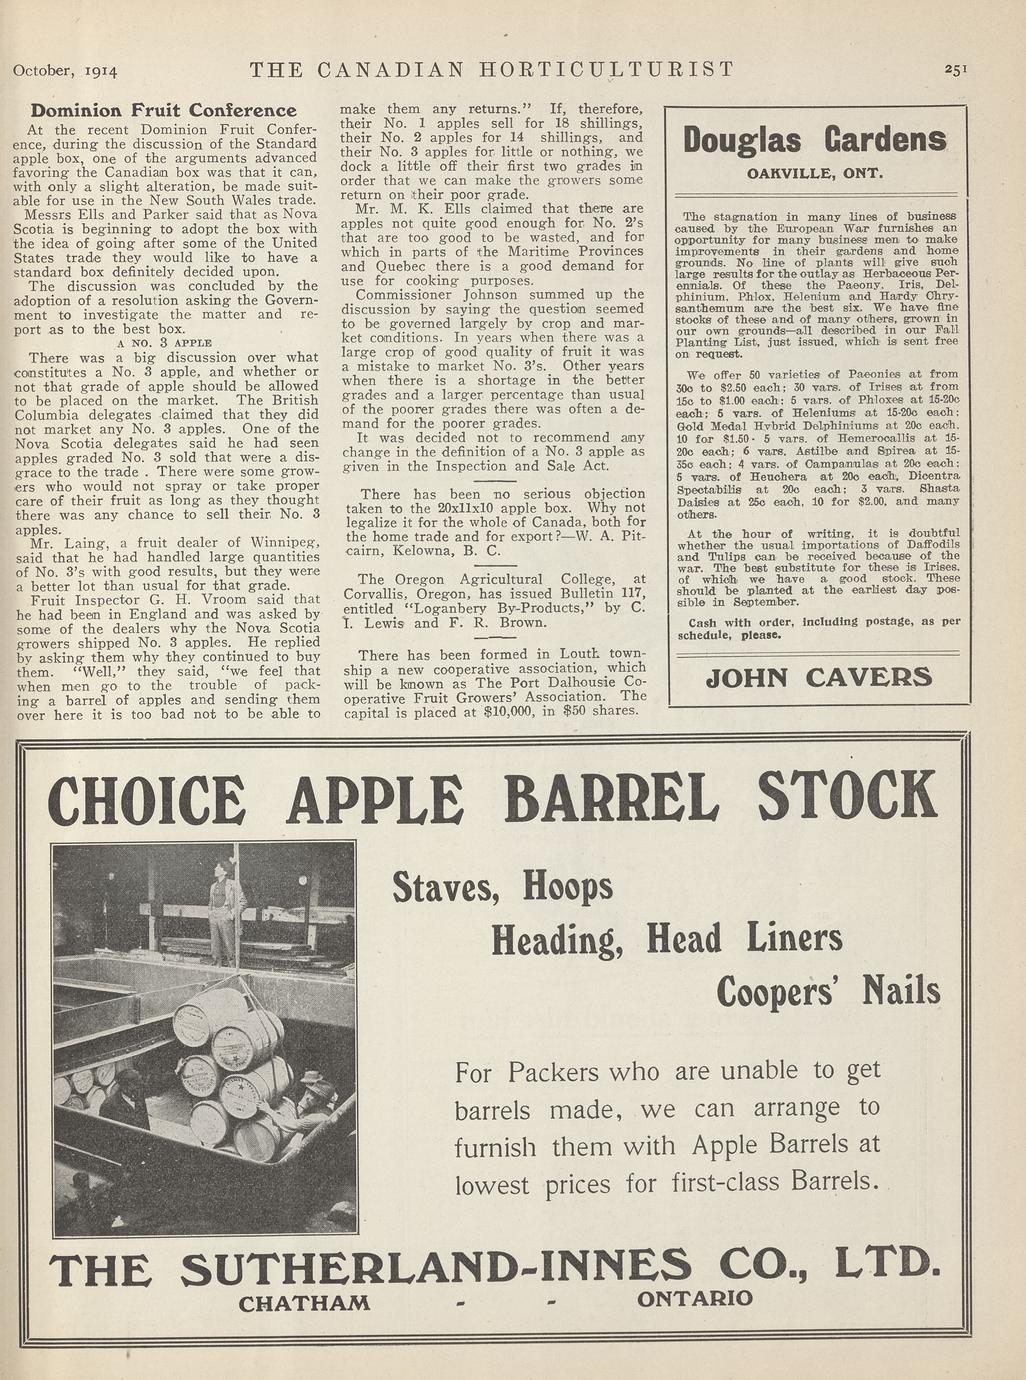 October, 1914
THE CANADIAN HORTICULTURIST
251
Dominion Fruit Conference
At the recent Dominion Fruit Confer-
ence, during the discussion of the Standard
apple box, one of the arguments advanced
favoring the Canadian box was that it can,
with only a slight alteration, be made suit-
able for use in the New South Wales trade.
Messrs Ells and Parker said that as Nova
Scotia is beginning to adopt the box with
the idea of going after some of the United
States trade they would like to have a
standard box definitely decided upon.
The discussion was concluded by the
adoption of a resolution asking the Govern-
ment to investigate the matter and re-
port as to the best box.
A NO. 3 APPLE
There was a big discussion over what
constitutes a No. 3 apple, and whether or
not that grade of apple should be allowed
to be placed on the market. The British
Columbia delegates claimed that they did
not market any No. 3 apples. One of the
Nova Scotia delegates said he had seen
apples graded No. 3 sold that were a dis-
grace to the trade . There were some grow-
ers who would not spray or take proper
care of their fruit as long as they thought
there was any chance to sell their No. 3
apples.
Mr. Laing, a fruit dealer of Winnipeg,
said that he had handled large quantities
of No. 3's with good results, but they were
a better lot than usual for that grade.
Fruit Inspector G. H. Vroom said that
he had been in England and was asked by
some of the dealers why the Nova Scotia
growers shipped No. 3 apples. He replied
by asking them why they continued to buy
them. "Well," they said, "we feel that
when men go to the trouble of pack-
ing a barrel of apples and sending them
over here it is too bad not to be able to
make them any returns." If, therefore,
their No. 1 apples sell for 18 shillings,
their No. 2 apples for 14 shillings, and
their No. 3 apples for little or nothing, we
dock a little off their first two grades in
order that we can make the growers some
return on their poor grade.
Mr. M. K. Ells claimed that there are
apples not quite good enough for No. 2's
that are too good to be wasted, and for
which in parts of the Maritime Provinces
and Quebec there is a good demand for
use for cooking purposes.
Commissioner Johnson summed up the
discussion by saying the question seemed
to be governed largely by crop and mar-
ket conditions. In years when there was a
large crop of good quality of fruit it was
a mistake to market No. 3's. Other years
when there is a shortage in the better
grades and a larger percentage than usual
of the poorer grades there was often a de-
mand for the poorer grades.
It was decided not to recommend any
change in the definition of a No. 3 apple as
given in the Inspection and Sale Act.
There has been no serious objection
taken to the 20x11x10 apple box. Why not
legalize it for the whole of Canada, both for
the home trade and for export?—W. A. Pit-
cairn, Kelowna, B. C.
The Oregon Agricultural College, at
Corvallis, Oregon, has issued Bulletin 117,
entitled "Loganbery By-Products," by C.
I. Lewis and F. R. Brown.
There has been formed in Louth town-
ship a new cooperative association, which
will be known as The Port Dalhousie Co-
operative Fruit Growers' Association. The
capital is placed at $10,000, in $50 shares.
Douglas Gardens
OAKVILLE, ONT.
The stagnation in many lines of business
caused by the European War furnishes an
opportunity for many business men to make
improvements in their gardens and home
grounds. No line of plants will give such
large results for the outlay as Herbaceous Per-
ennials. Of these the Paeony, Iris, Del-
phinium, Phlox, Helenium and Hardy Chry-
santhemum are the best six. We have fine
stocks of these and of many others, grown in
our own grounds—all described in our Fall
Planting List, just issued, which is sent free
on request.
We offer 50 varieties of Paeonies at from
30c to $2.50 each; 30 vars. of Irises at from
15c to $1.00 each; 5 vars. of Phloxes at 15-20c
each; 5 vars. of Heleniums at 15-20c each;
Gold Medal Hybrid Delphiniums at 20c each,
10 for $1.50; 5 vars. of Hemerocallis at 15-
20c each; 6 vars. Astilbe and Spirea at 15-
35c each; 4 vars. of Campanulas at 20c each;
5 vars. of Heuchera at 20c each, Dicentra
Spectabilis at 20c each; 3 vars. Shasta
Daisies at 25c each, 10 for $2.00, and many
others.
At the hour of writing, it is doubtful
whether the usual importations of Daffodils
and Tulips can be received because of the
war. The best substitute for these is Irises,
of which we have a good stock. These
should be planted at the earliest day pos-
sible in September.
Cash with order, including postage, as per
schedule, please.
JOHN CAVERS
CHOICE APPLE BARREL STOCK
Staves, Hoops
Heading, Head Liners
Coopers' Nails
For Packers who are unable to get
barrels made, we can arrange to
furnish them with Apple Barrels at
lowest prices for first-class Barrels.
THE SUTHERLAND-INNES CO., LTD.
CHATHAM - - ONTARIO